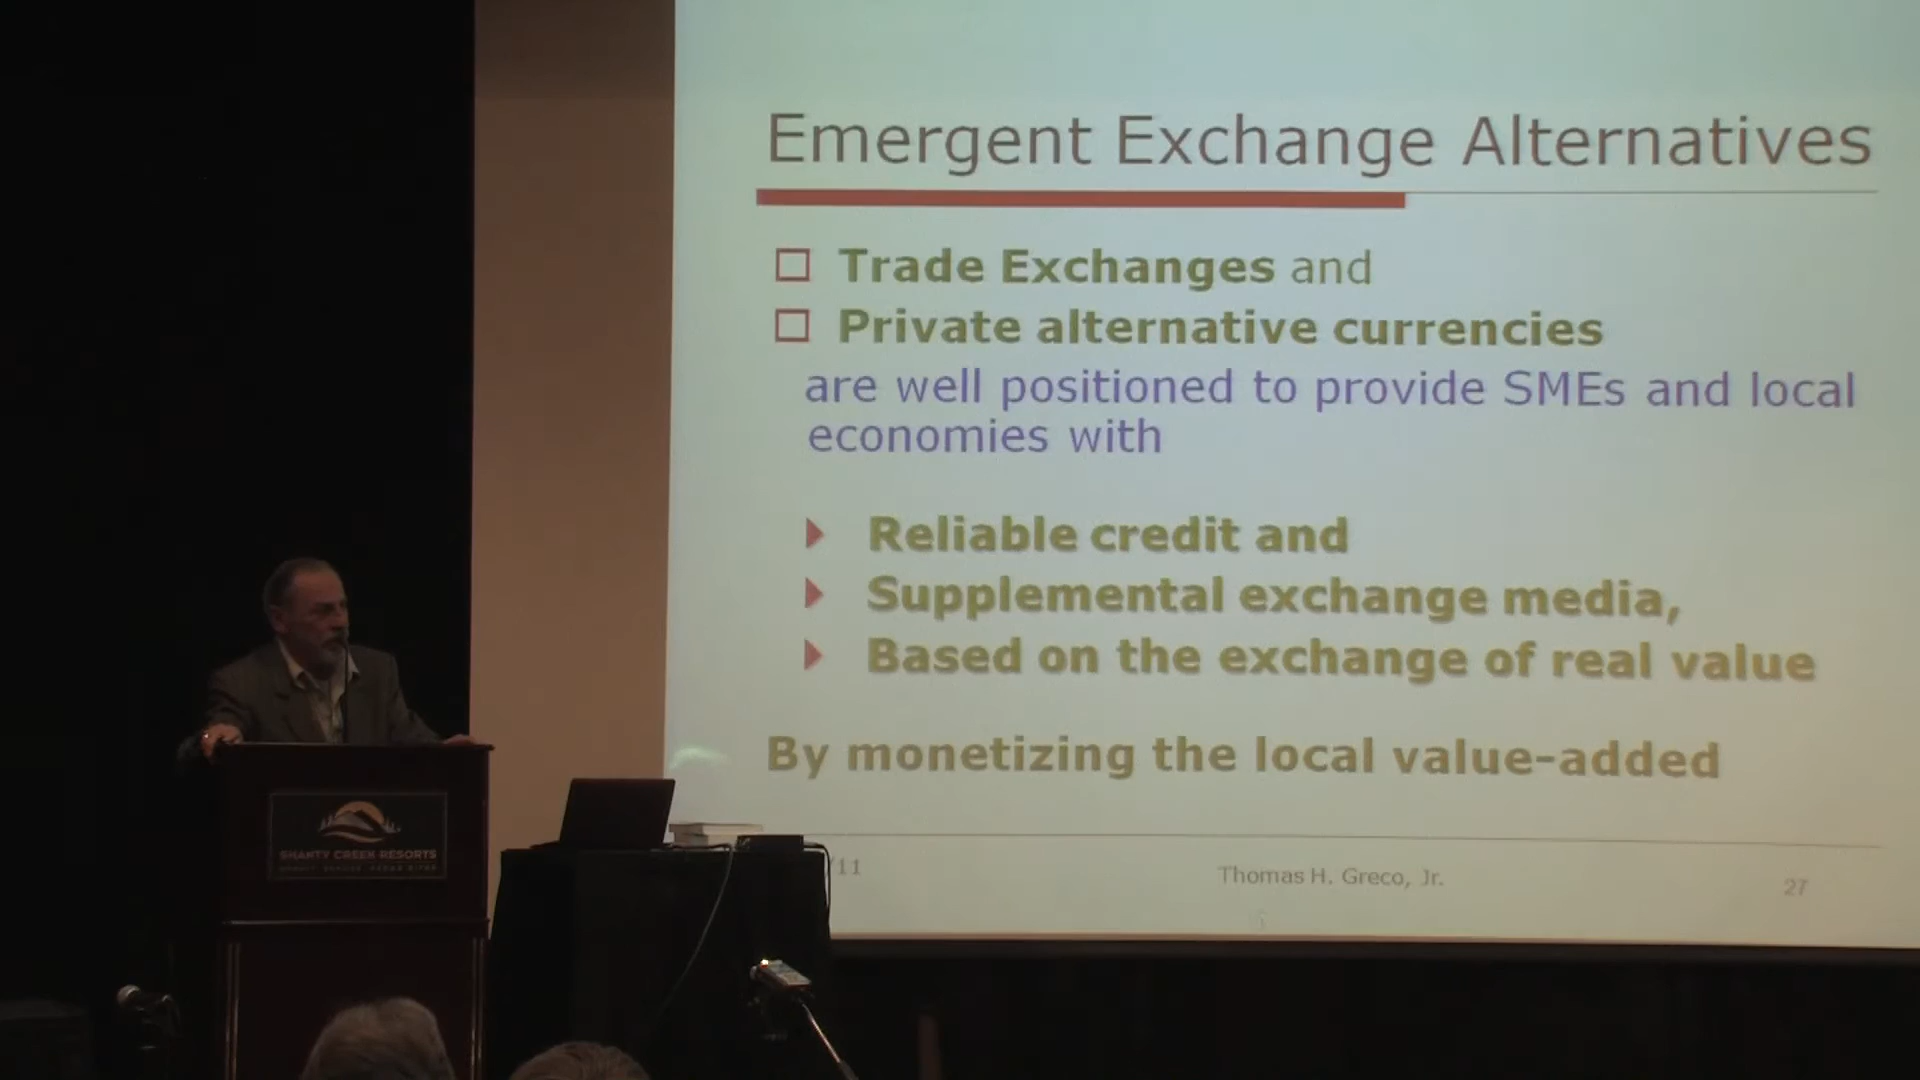 Emergent Exchange Alternatives
Trade Exchanges and
Private alternative currencies
are well positioned to provide SMEs and local
economies with
Reliable credit and
Supplemental exchange media,
Based on the exchange of real value
By monetizing the local value-added
/11
Thomas H. Greco, Jr.
27
SHANTY CREEK RESORTS